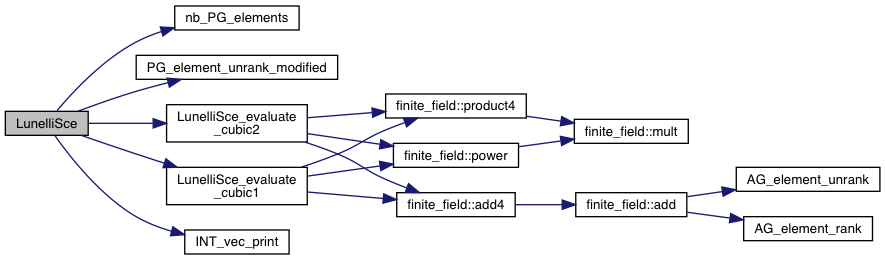 nb_PG_elements
PG_element_unrank_modified
LunelliSce
LunelliSce_evaluate
_cubic2
LunelliSce_evaluate
_cubic1
INT_vec_print
finite_field::product4
finite_field::power
finite_field::add4
finite_field::mult
finite_field::add
AG_element_unrank
AG_element_rank